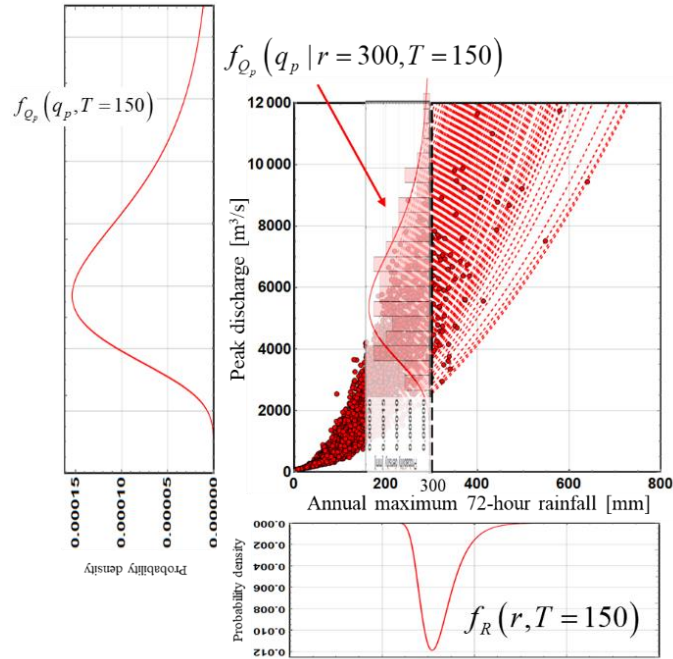 f_{Q_p}(q_p | r = 300, T = 150)
f_{Q_p}(q_p, T = 150)
12000
10000
8000
6000
4000
2000
0
Peak discharge [m³/s]
0.00015
0.00010
0.00005
0.00000
Probability density
Probability density [mm]
0 200 300 400 600 800
Annual maximum 72-hour rainfall [mm]
0.000
0.002
0.004
0.006
0.008
0.010
0.012
Probability density
f_R(r, T = 150)